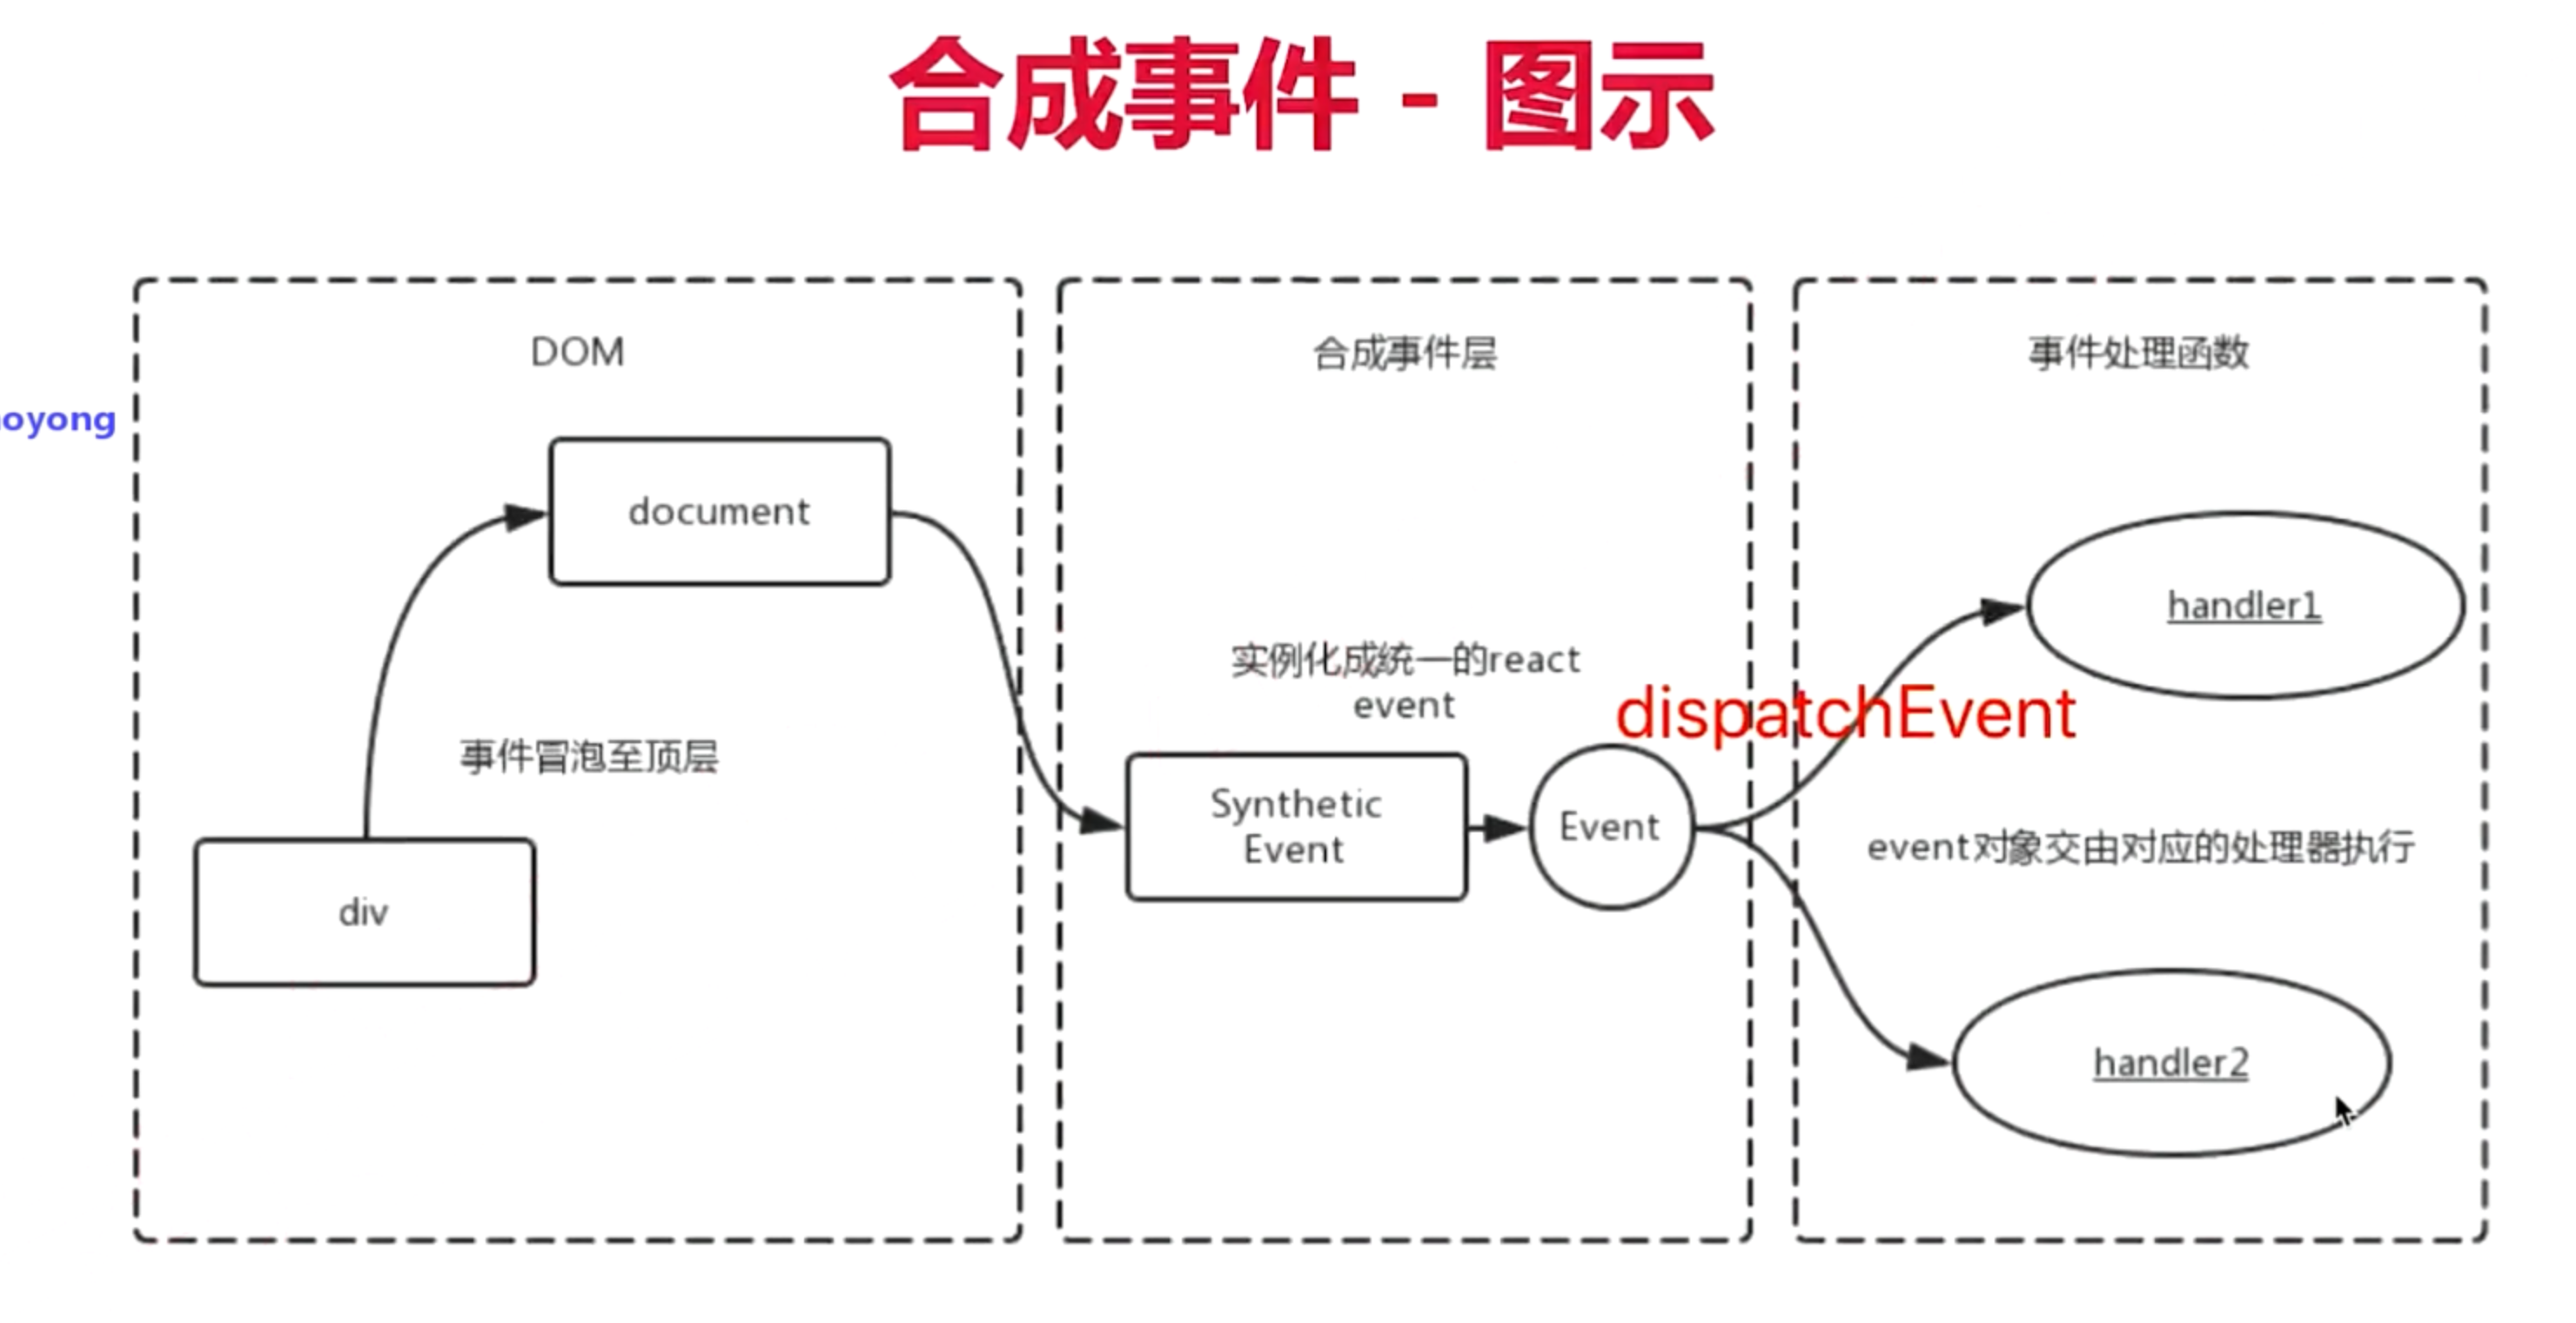 合成事件 - 图示
DOM
合成事件层
事件处理函数
oyong
document
handler1
实例化成统一的react
event
dispatchEvent
事件冒泡至顶层
Synthetic
Event
Event
event对象交由对应的处理器执行
div
handler2